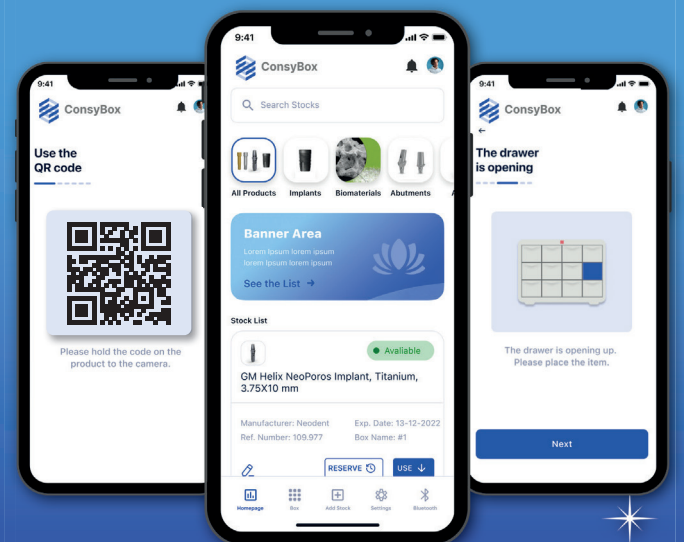 9:41
ConsyBox
Use the
QR code
Please hold the code on the
product to the camera.
9:41
ConsyBox
Search Stocks
All Products
Implants
Biomaterials
Abutments
A
Banner Area
Lorem Ipsum lorem ipsum
lorem Ipsum lorem ipsum
See the List →
Stock List
Avaliable
GM Helix NeoPoros Implant, Titanium,
3.75X10 mm
Manufacturer: Neodent
Exp. Date: 13-12-2022
Ref. Number: 109.977
Box Name: #1
RESERVE
USE ↓
Homepage
Box
Add Stock
Settings
Bluetooth
9:41
ConsyBox
←
The drawer
is opening
The drawer is opening up.
Please place the item.
Next